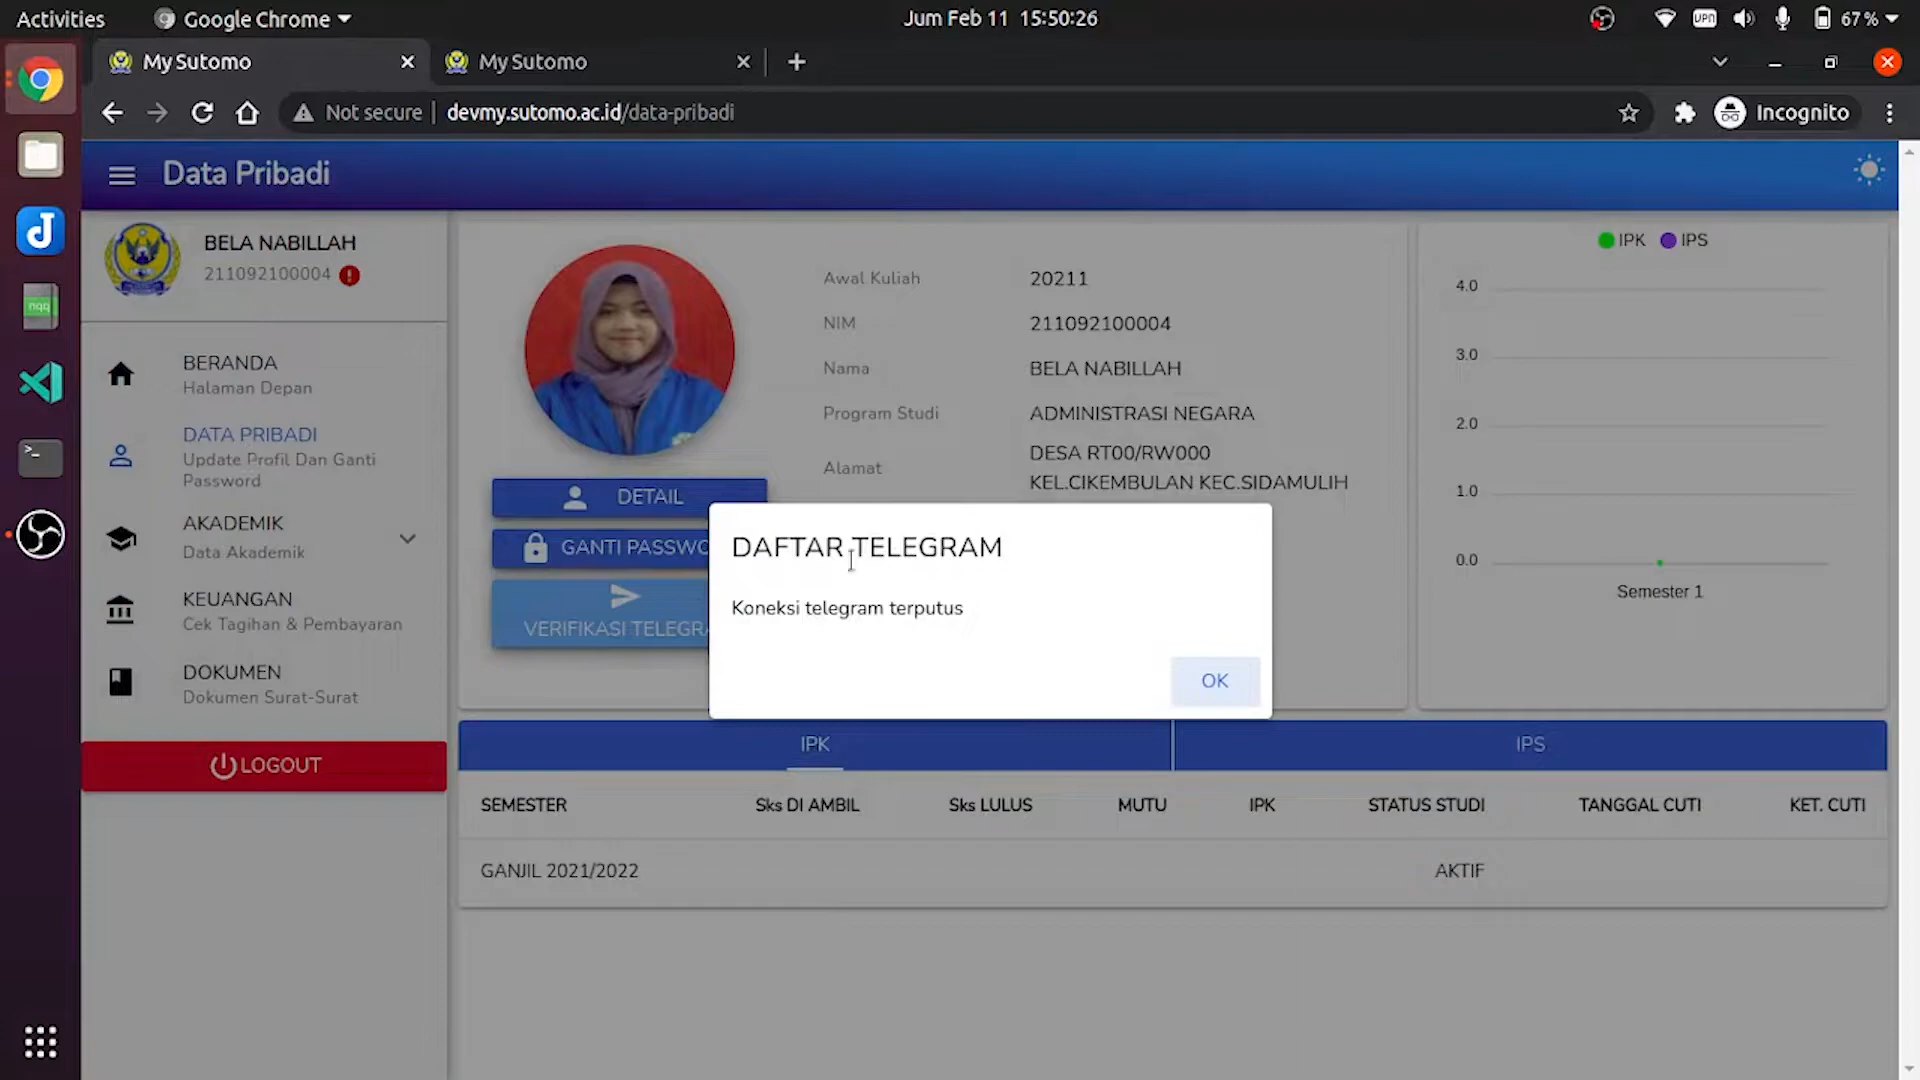 Activities
Google Chrome
Jum Feb 11 15:50:26
VPN
67 %
My Sutomo
My Sutomo
Not secure
devmy.sutomo.ac.id/data-pribadi
Incognito
Data Pribadi
BELA NABILLAH
211092100004
BERANDA
Halaman Depan
DATA PRIBADI
Update Profil Dan Ganti
Password
AKADEMIK
Data Akademik
KEUANGAN
Cek Tagihan & Pembayaran
DOKUMEN
Dokumen Surat-Surat
LOGOUT
DETAIL
GANTI PASSWO
VERIFIKASI TELEGRA
Awal Kuliah 20211
NIM 211092100004
Nama BELA NABILLAH
Program Studi ADMINISTRASI NEGARA
Alamat DESA RT00/RW000
KEL.CIKEMBULAN KEC.SIDAMULIH
DAFTAR TELEGRAM
Koneksi telegram terputus
OK
IPK IPS
4.0
3.0
2.0
1.0
0.0
Semester 1
IPK IPS
SEMESTER Sks DI AMBIL Sks LULUS MUTU IPK STATUS STUDI TANGGAL CUTI KET. CUTI
GANJIL 2021/2022 AKTIF
nqq